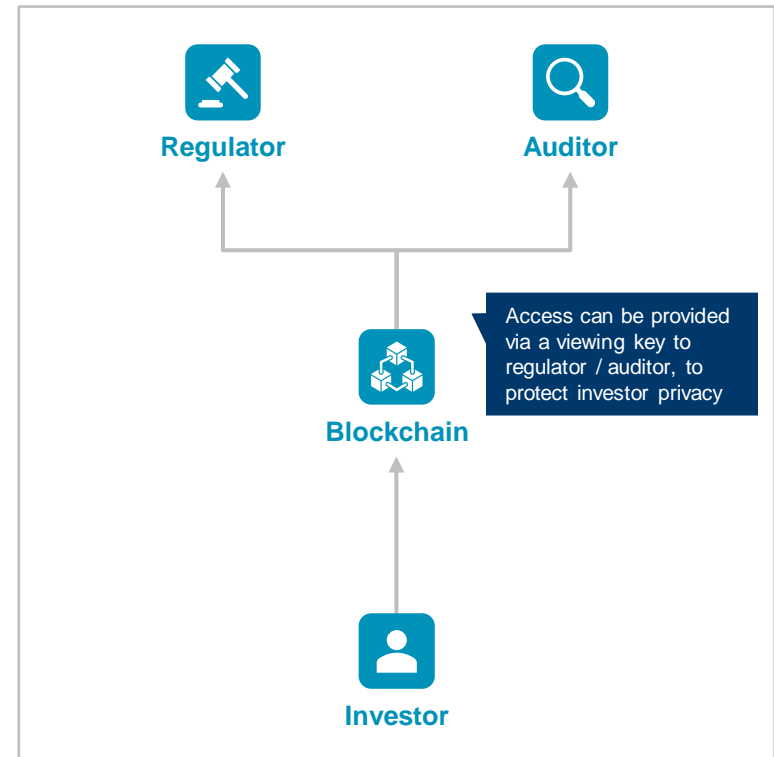 Regulator
Auditor
Access can be provided
via a viewing key to
regulator / auditor, to
protect investor privacy
Blockchain
Investor